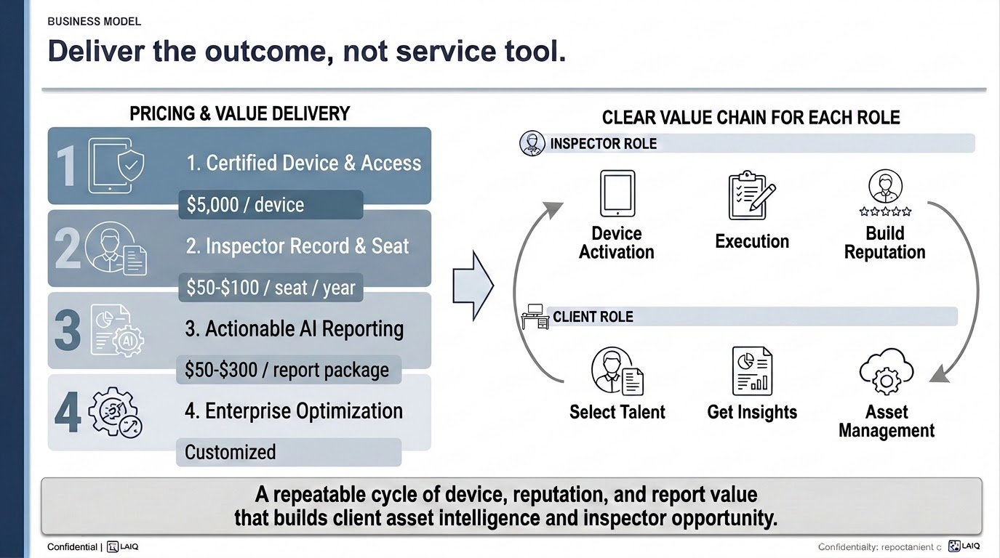 BUSINESS MODEL
Deliver the outcome, not service tool.
PRICING & VALUE DELIVERY
1
1. Certified Device & Access
$5,000 / device
2
2. Inspector Record & Seat
$50-$100 / seat / year
3
AI
3. Actionable AI Reporting
$50-$300 / report package
4
4. Enterprise Optimization
Customized
CLEAR VALUE CHAIN FOR EACH ROLE
INSPECTOR ROLE
Device
Activation
Execution
Build
Reputation
CLIENT ROLE
Select Talent
Get Insights
Asset
Management
A repeatable cycle of device, reputation, and report value
that builds client asset intelligence and inspector opportunity.
Confidential | LAIQ
Confidentialty: repoctanient c LAIQ